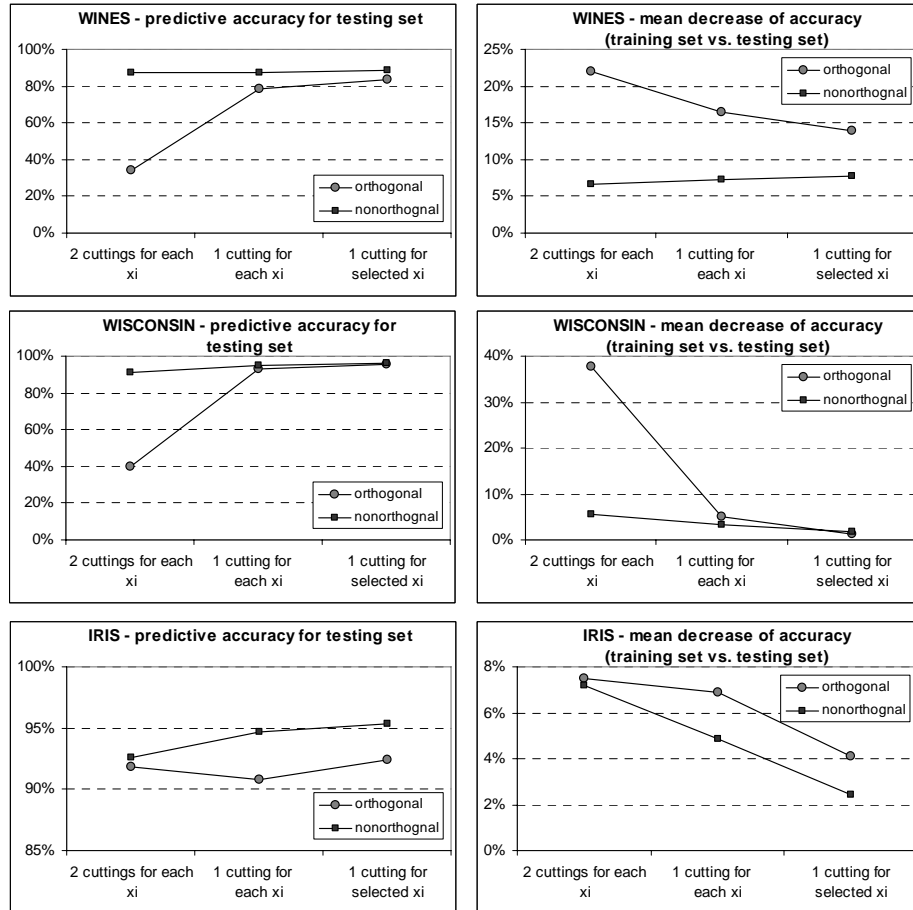 WINES - predictive accuracy for testing set
100%
80%
60%
40%
20%
0%
orthogonal
nonorthognal
2 cuttings for each
xi
1 cutting for
each xi
1 cutting for
selected xi
WINES - mean decrease of accuracy
(training set vs. testing set)
25%
20%
15%
10%
5%
0%
orthogonal
nonorthognal
2 cuttings for each
xi
1 cutting for
each xi
1 cutting for
selected xi
WISCONSIN - predictive accuracy for
testing set
100%
80%
60%
40%
20%
0%
orthogonal
nonorthognal
2 cuttings for each
xi
1 cutting for
each xi
1 cutting for
selected xi
WISCONSIN - mean decrease of accuracy
(training set vs. testing set)
40%
30%
20%
10%
0%
orthogonal
nonorthognal
2 cuttings for each
xi
1 cutting for
each xi
1 cutting for
selected xi
IRIS - predictive accuracy for testing set
100%
95%
90%
85%
orthogonal
nonorthognal
2 cuttings for each
xi
1 cutting for
each xi
1 cutting for
selected xi
IRIS - mean decrease of accuracy
(training set vs. testing set)
8%
6%
4%
2%
0%
orthogonal
nonorthognal
2 cuttings for each
xi
1 cutting for
each xi
1 cutting for
selected xi